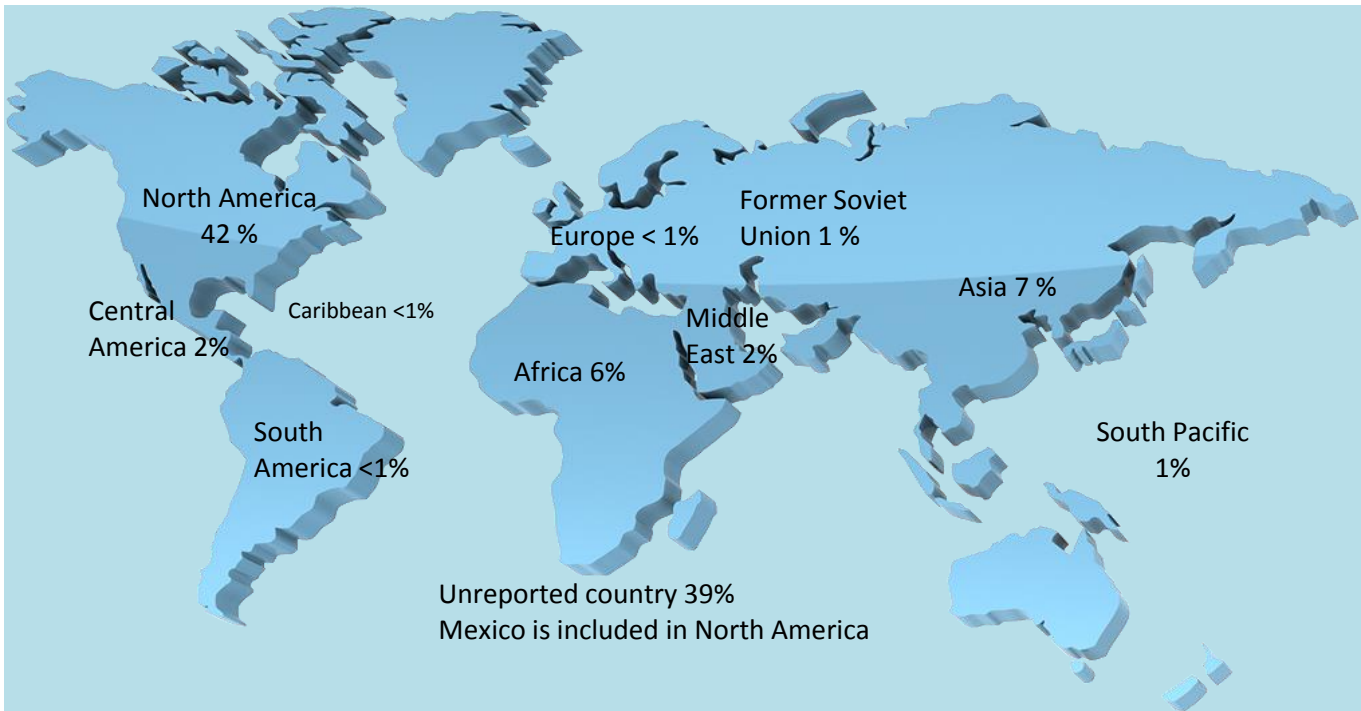 North America
42 %
Former Soviet
Union 1 %
Europe < 1%
Asia 7 %
Central
America 2%
Caribbean <1%
Middle
East 2%
Africa 6%
South
America <1%
South Pacific
1%
Unreported country 39%
Mexico is included in North America